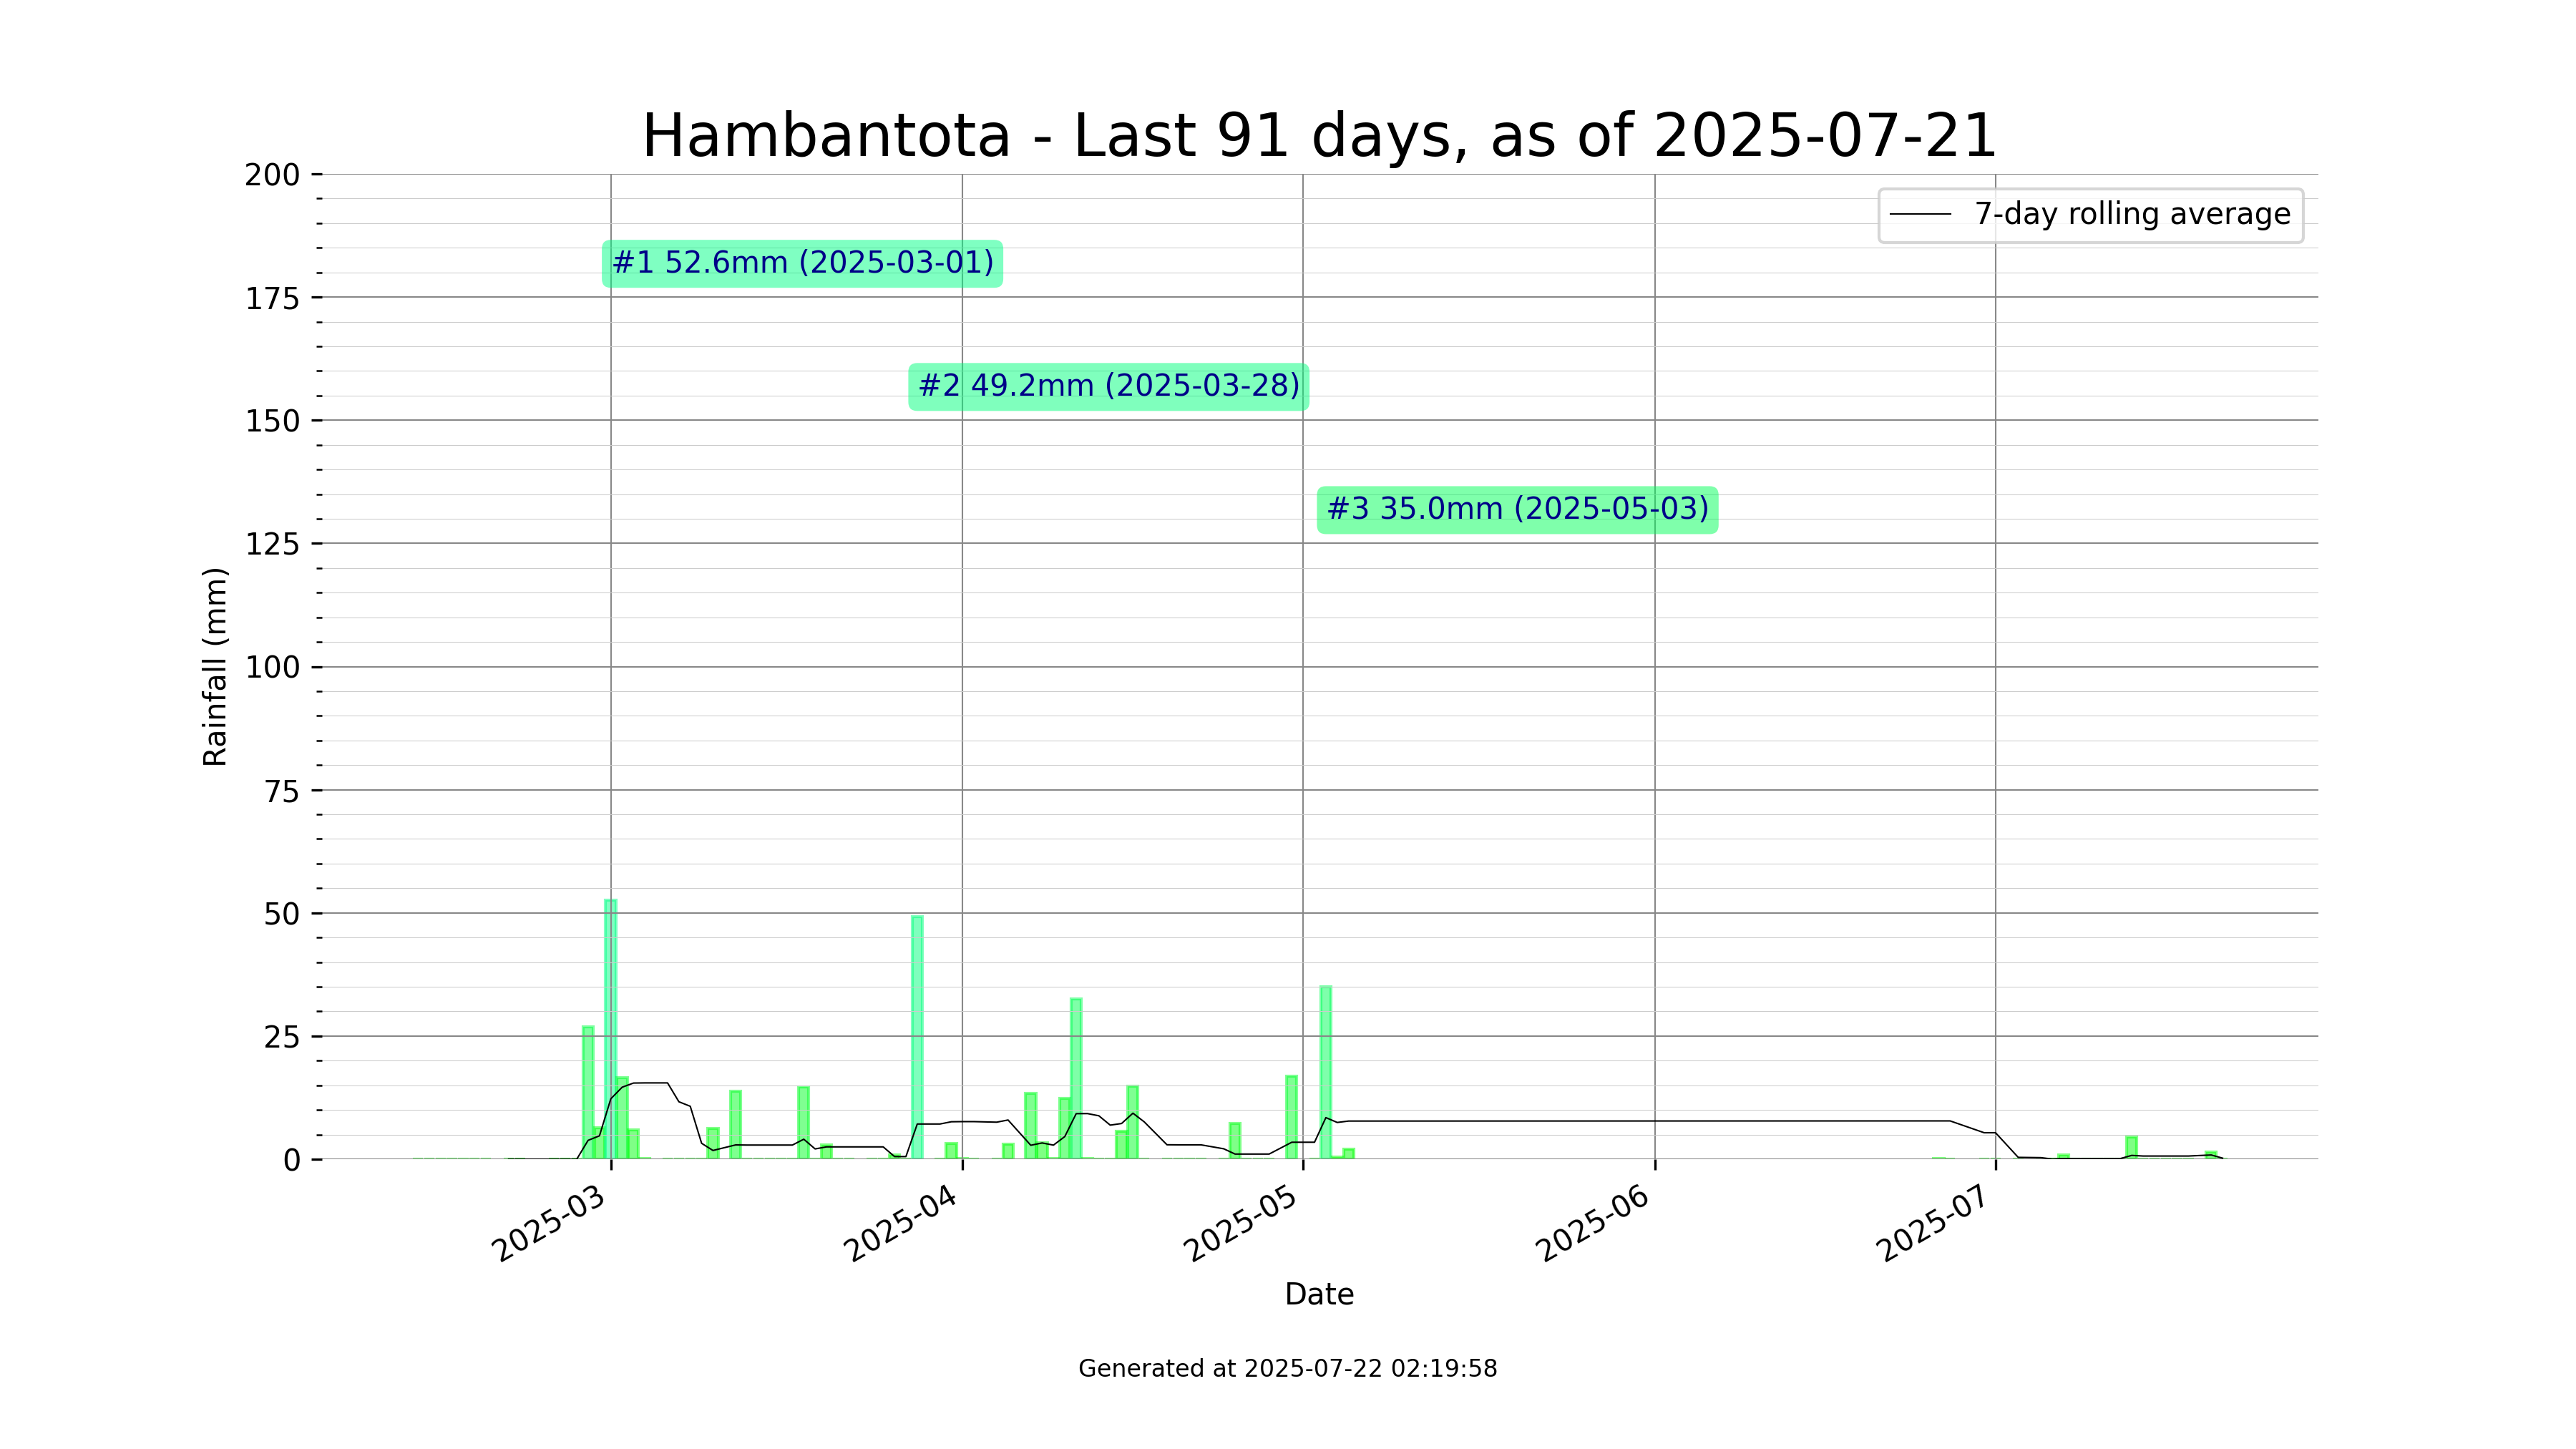 Hambantota - Last 91 days, as of 2025-07-21
7-day rolling average
#1 52.6mm (2025-03-01)
#2 49.2mm (2025-03-28)
#3 35.0mm (2025-05-03)
Rainfall (mm)
200
175
150
125
100
75
50
25
0
2025-03
2025-04
2025-05
2025-06
2025-07
Date
Generated at 2025-07-22 02:19:58